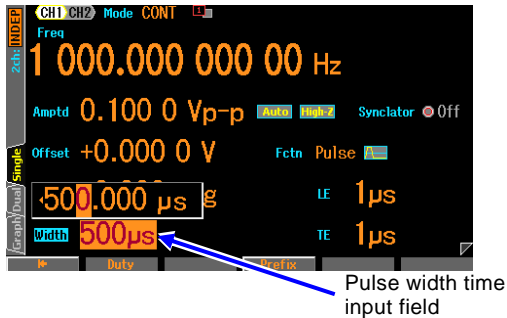 CH1 CH2 Mode CONT 1
2ch: INDEP
Freq
1 000.000 000 00 Hz
Amptd 0.100 0 Vp-p Auto High-Z Synclator Off
Offset +0.000 0 V Fctn Pulse
500.000 µs g LE 1µs
Width 500µs TE 1µs
Graph Dual Single
Duty Prefix
Pulse width time
input field